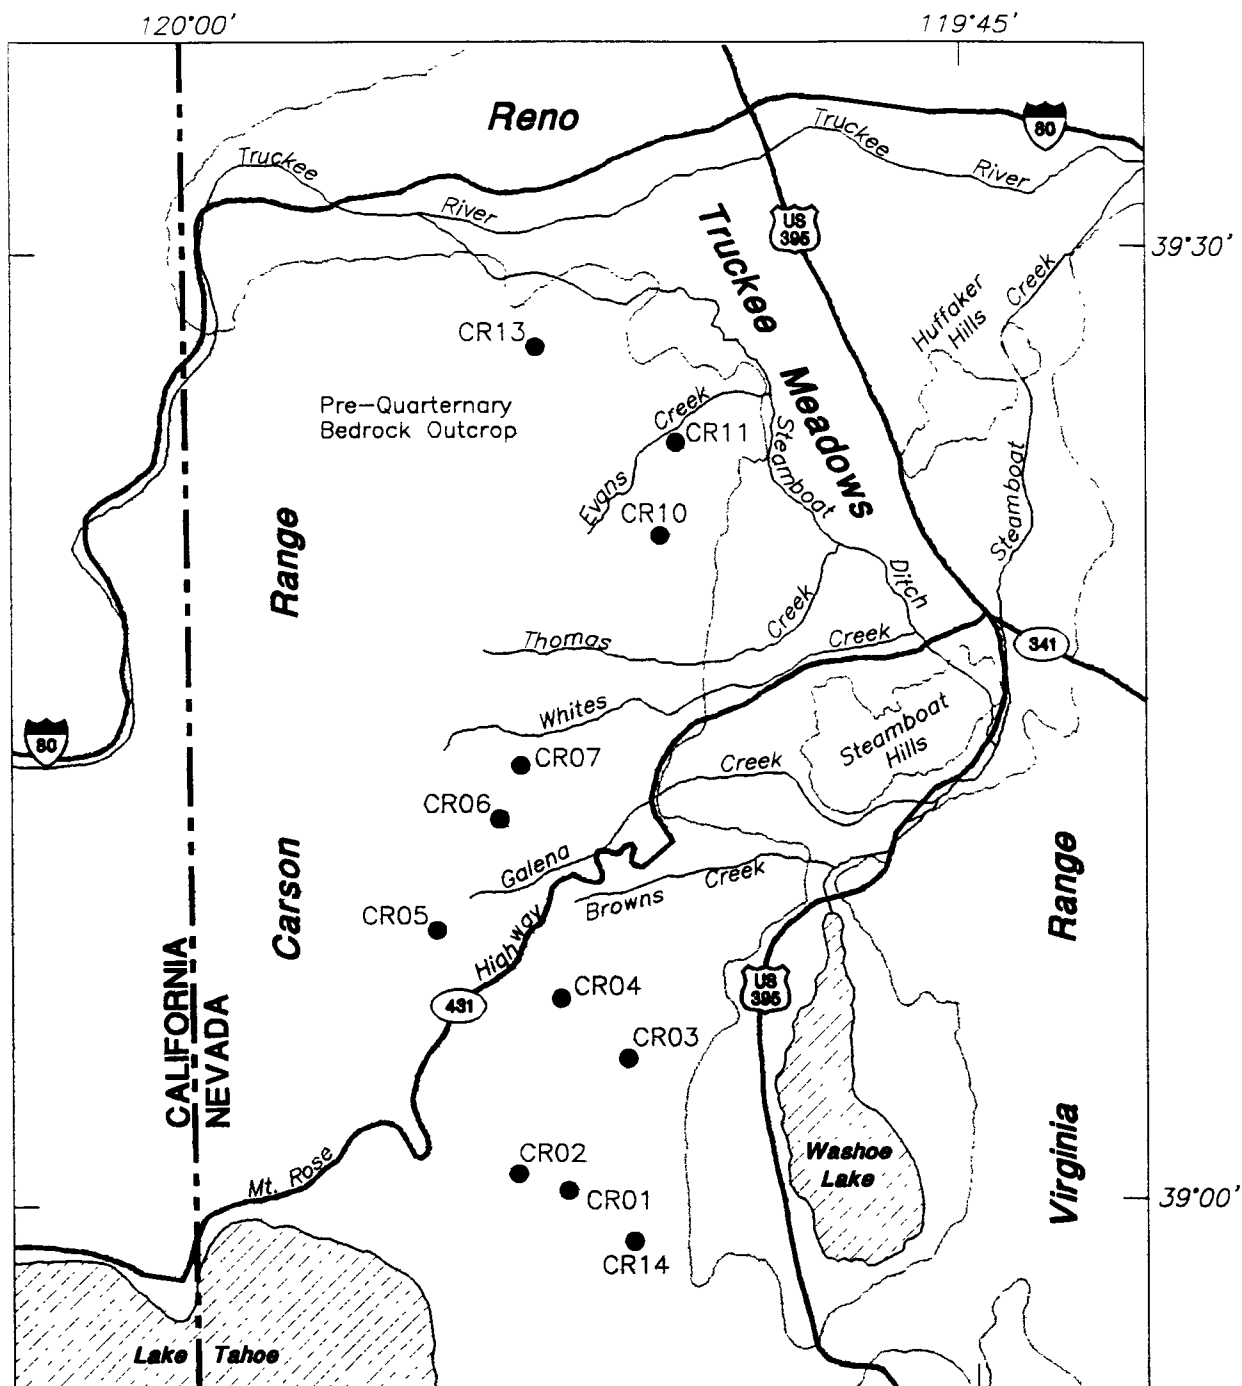 120°00'
119°45'
Reno
80
Truckee
River
Truckee
River
US
395
39°30'
Truckee Meadows
Huffaker
Hills
Creek
CR13
Pre-Quarternary
Bedrock Outcrop
Creek
CR11
Evans
Steamboat
CR10
Steamboat
Ditch
Range
Creek
Thomas
Creek
341
Whites
Steamboat
Hills
80
CR07
Creek
CR06
Galena
Creek
Browns
Carson
Range
CR05
Highway
CR04
US
395
431
CALIFORNIA
NEVADA
CR03
Washoe
Lake
CR02
Mt. Rose
CR01
Virginia
39°00'
CR14
Lake Tahoe